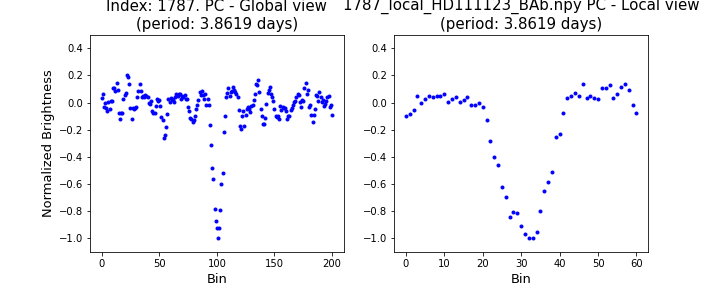 Index: 1787. PC - Global view
(period: 3.8619 days)
1787_local_HD111123_BAb.npy PC - Local view
(period: 3.8619 days)
Normalized Brightness
0.4
0.2
0.0
−0.2
−0.4
−0.6
−0.8
−1.0
0 50 100 150 200
Bin
0.4
0.2
0.0
−0.2
−0.4
−0.6
−0.8
−1.0
0 10 20 30 40 50 60
Bin